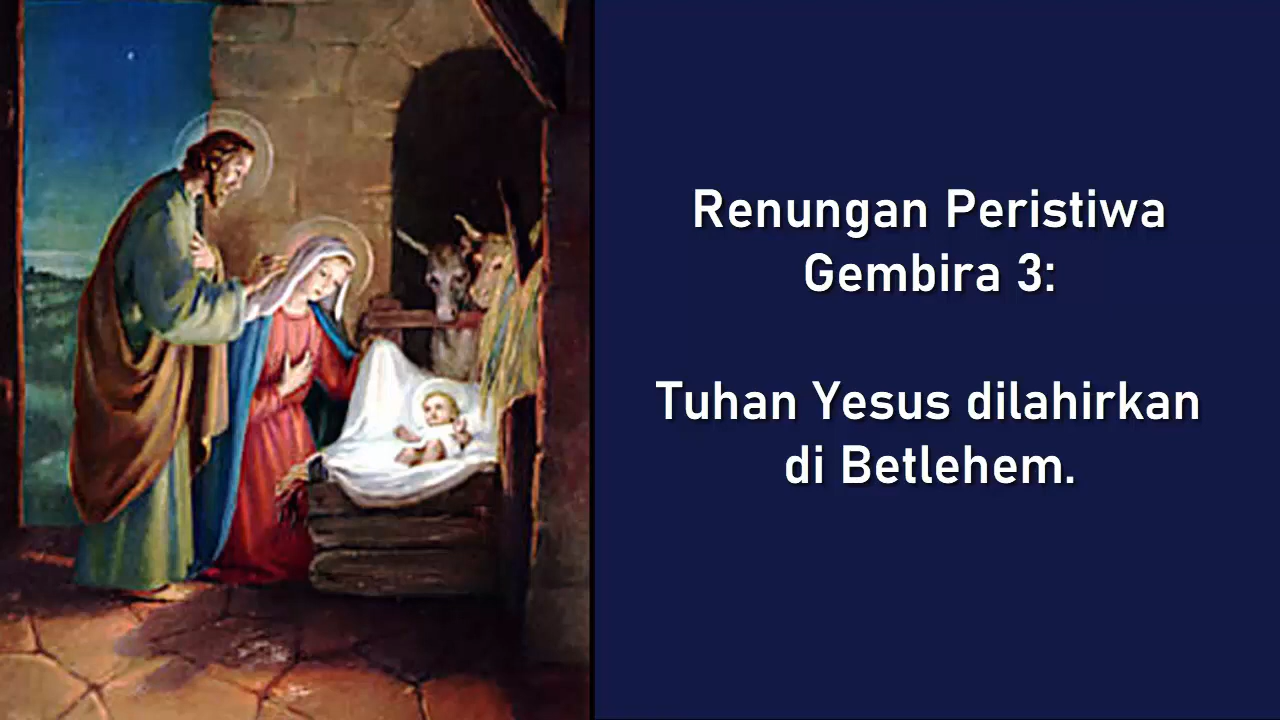 Renungan Peristiwa
Gembira 3:
Tuhan Yesus dilahirkan
di Betlehem.